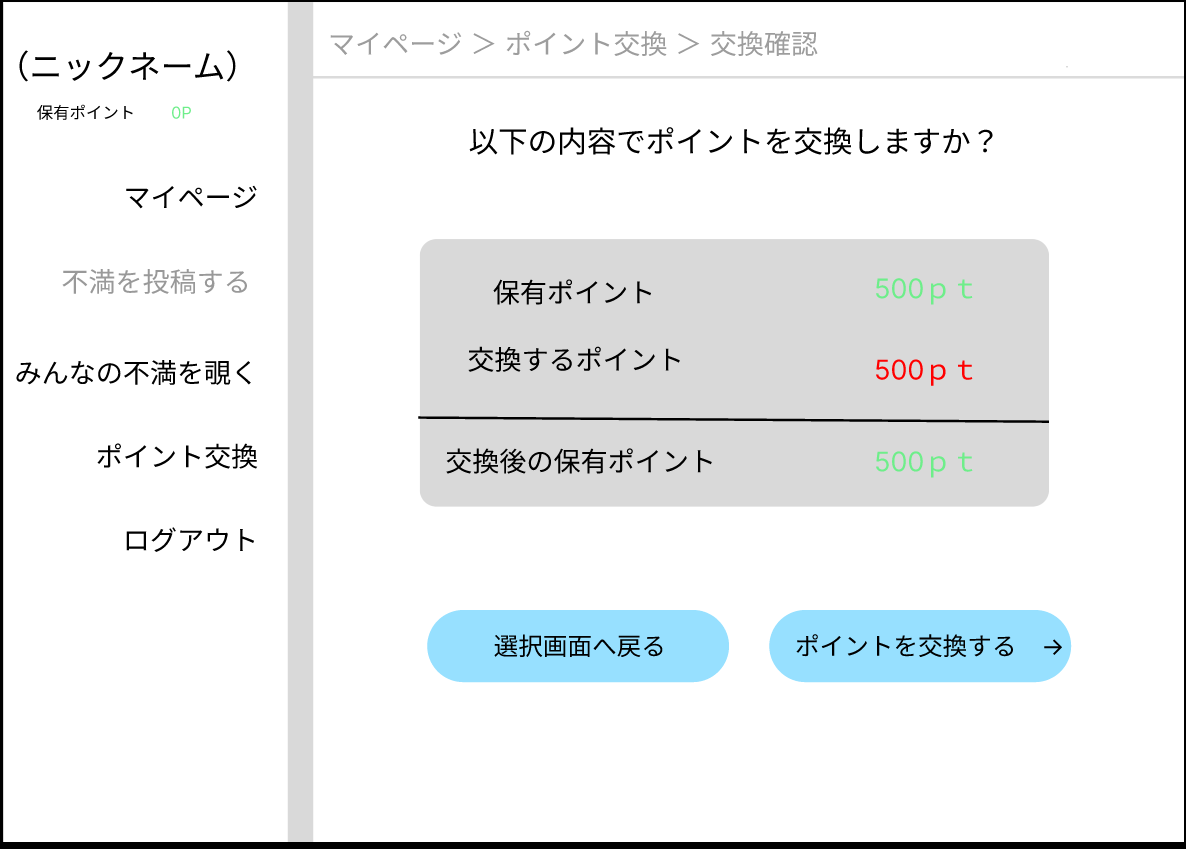 （ニックネーム）
保有ポイント 0P
マイページ
不満を投稿する
みんなの不満を覗く
ポイント交換
ログアウト
マイページ ＞ ポイント交換 ＞ 交換確認
以下の内容でポイントを交換しますか？
保有ポイント 500ｐｔ
交換するポイント 500ｐｔ
交換後の保有ポイント 500ｐｔ
選択画面へ戻る
ポイントを交換する →